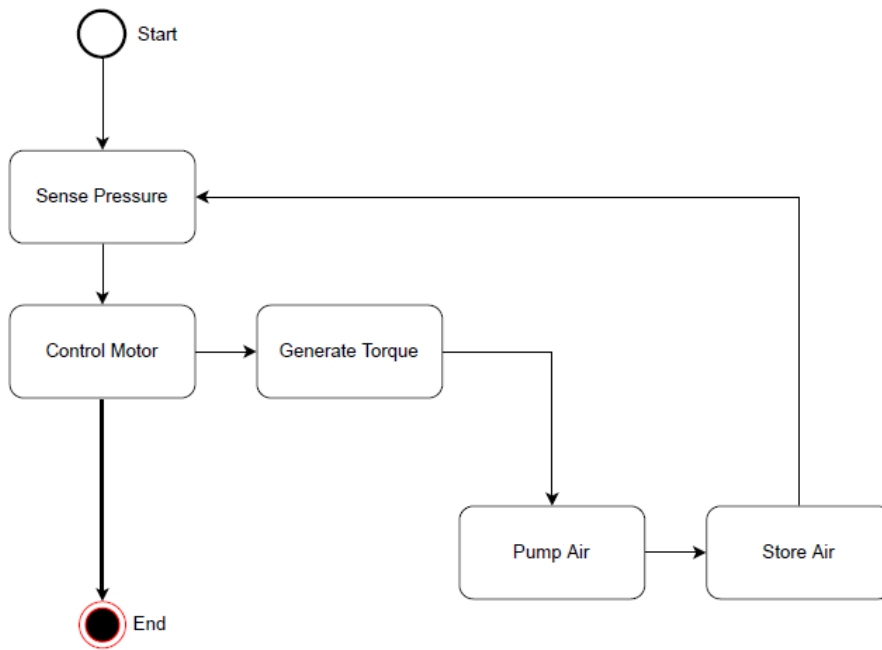 Start
Sense Pressure
Control Motor
Generate Torque
Pump Air
Store Air
End